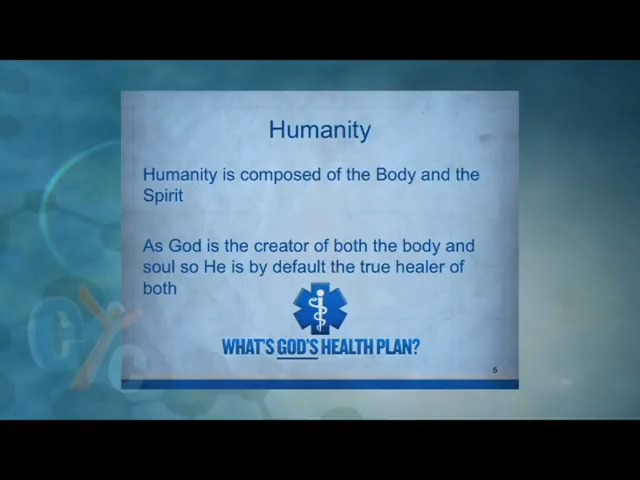 Humanity
Humanity is composed of the Body and the
Spirit
As God is the creator of both the body and
soul so He is by default the true healer of
both
WHAT'S GOD'S HEALTH PLAN?
5
CYC